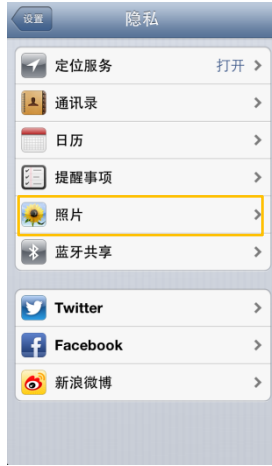 设置
隐私
定位服务 打开
通讯录
日历
提醒事项
照片
蓝牙共享
Twitter
Facebook
新浪微博